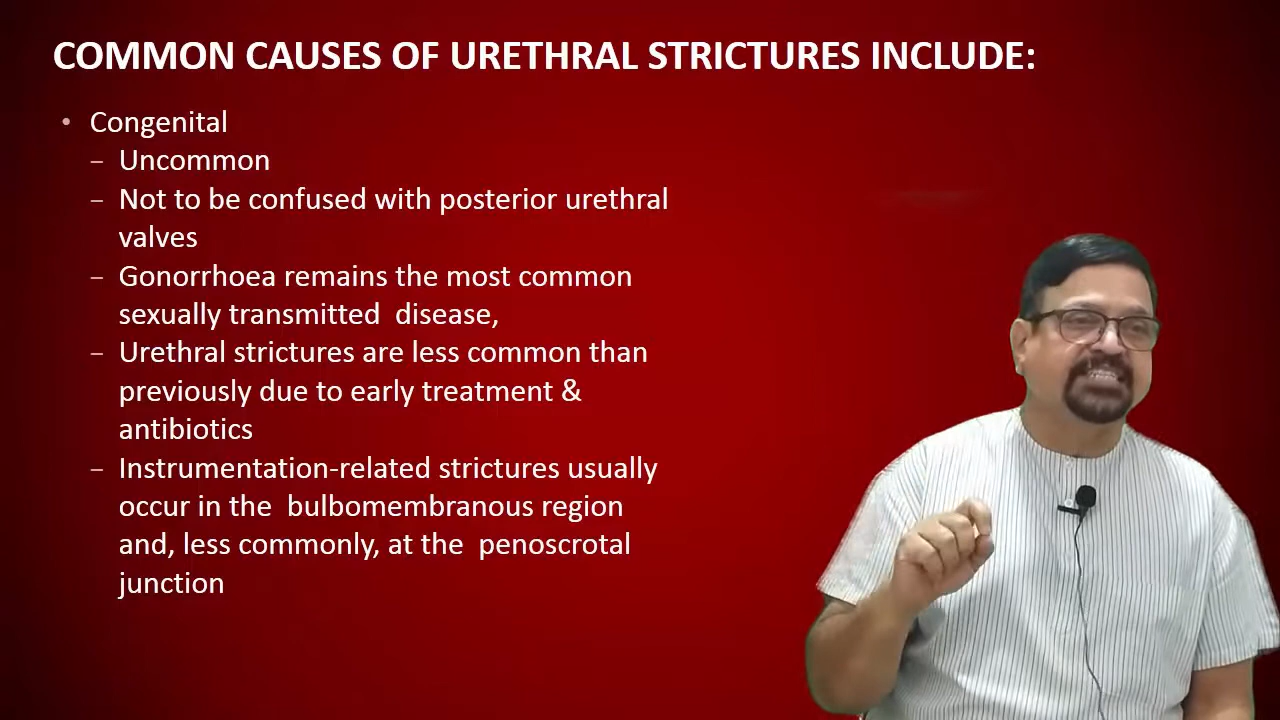 COMMON CAUSES OF URETHRAL STRICTURES INCLUDE:
• Congenital
– Uncommon
– Not to be confused with posterior urethral
valves
– Gonorrhoea remains the most common
sexually transmitted disease,
– Urethral strictures are less common than
previously due to early treatment &
antibiotics
– Instrumentation-related strictures usually
occur in the bulbomembranous region
and, less commonly, at the penoscrotal
junction